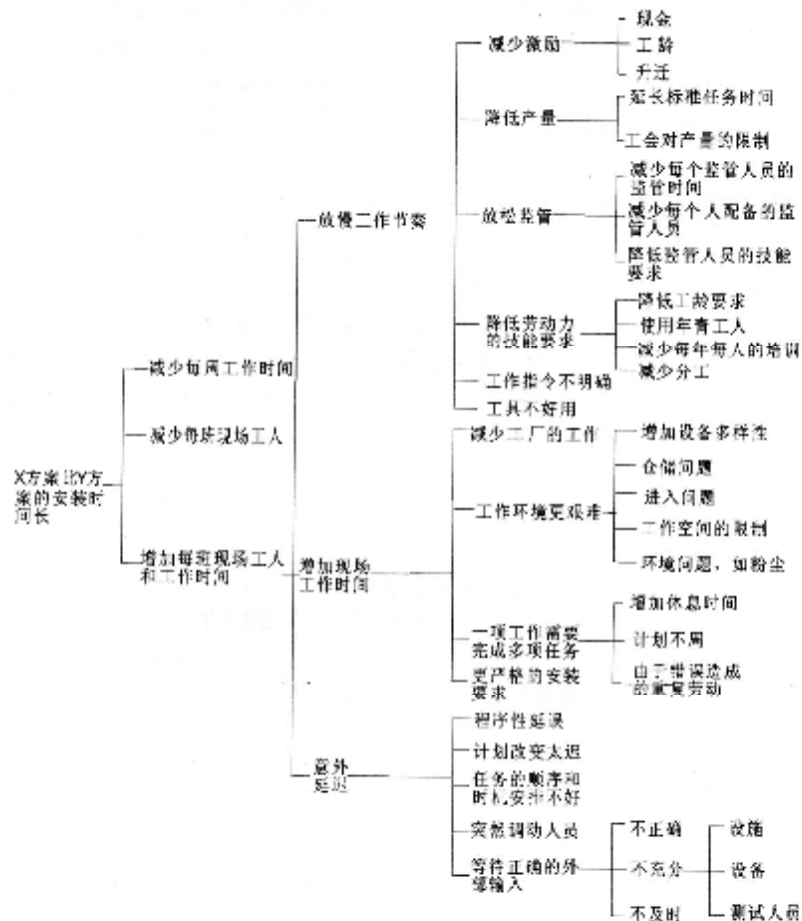 现金
减少激励
工龄
升迁
延长标准任务时间
降低产量
工会对产量的限制
减少每个监管人员的
监管时间
放慢工作节奏
放松监管
减少每个人配备的监
管人员
降低监管人员的技能
要求
降低工龄要求
降低劳动力
的技能要求
使用年青工人
减少每年每人的培训
减少分工
减少每周工作时间
工作指令不明确
工具不好用
减少每班现场工人
减少工厂的工作
增加设备多样性
仓储问题
X方案比Y方
案的安装时
间长
进入问题
工作环境更艰难
工作空间的限制
增加每班现场工人
和工作时间
增加现场
工作时间
环境问题，如粉尘
增加休息时间
一项工作需要
完成多项任务
计划不周
更严格的安装
要求
由于错误造成
的重复劳动
程序性延误
计划改变太迟
意外
延迟
任务的顺序和
时机安排不好
突然调动人员
不正确
设施
等待正确的外
部输入
不充分
设备
不及时
测试人员